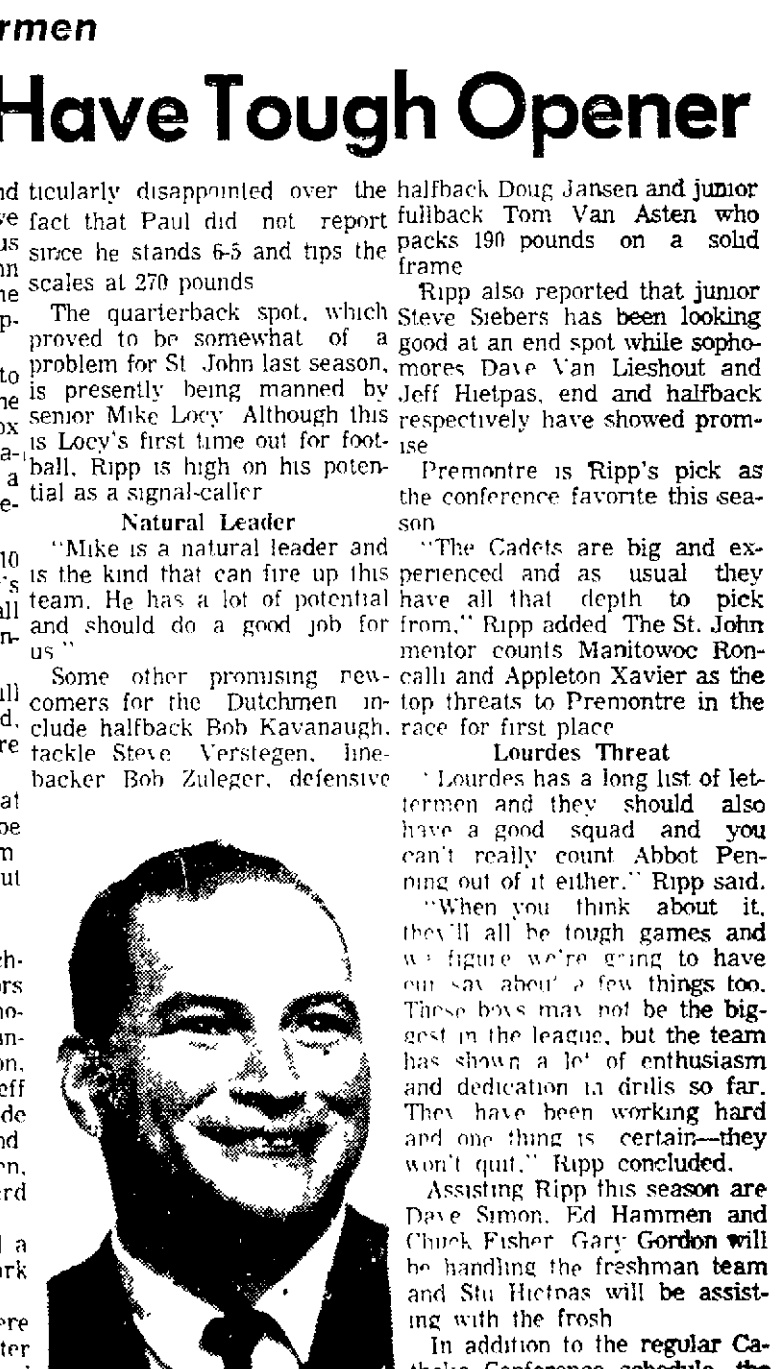 rmen
Have Tough Opener
ticularly disappointed over the
fact that Paul did not report
since he stands 6-5 and tips the
scales at 270 pounds
The quarterback spot, which
proved to be somewhat of a
problem for St John last season,
is presently being manned by
senior Mike Locy Although this
is Locy's first time out for foot-
ball, Ripp is high on his poten-
tial as a signal-caller
Natural Leader
"Mike is a natural leader and
is the kind that can fire up this
team. He has a lot of potential
and should do a good job for
us"
Some other promising new-
comers for the Dutchmen in-
clude halfback Bob Kavanaugh,
tackle Steve Verstegen, line-
backer Bob Zuleger, defensive
halfback Doug Jansen and junior
fullback Tom Van Asten who
packs 190 pounds on a solid
frame
Ripp also reported that junior
Steve Siebers has been looking
good at an end spot while sopho-
mores Dave Van Lieshout and
Jeff Hietpas, end and halfback
respectively have showed prom-
ise
Premontre is Ripp's pick as
the conference favorite this sea-
son
"The Cadets are big and ex-
perienced and as usual they
have all that depth to pick
from," Ripp added The St. John
mentor counts Manitowoc Ron-
calli and Appleton Xavier as the
top threats to Premontre in the
race for first place
Lourdes Threat
"Lourdes has a long list of let-
termen and they should also
have a good squad and you
can't really count Abbot Pen-
ning out of it either." Ripp said.
"When you think about it,
they'll all be tough games and
we figure we're going to have
our say about a few things too.
These boys may not be the big-
gest in the league, but the team
has shown a lot of enthusiasm
and dedication in drills so far.
They have been working hard
and one thing is certain—they
won't quit," Ripp concluded.
Assisting Ripp this season are
Dave Simon, Ed Hammen and
Chuck Fisher Gary Gordon will
be handling the freshman team
and Stu Hietpas will be assist-
ing with the frosh
In addition to the regular Ca-